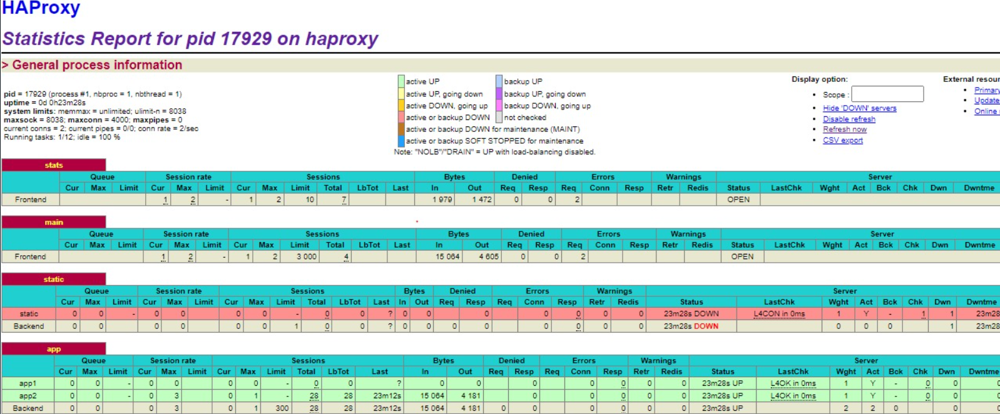 HAProxy
Statistics Report for pid 17929 on haproxy
> General process information
pid = 17929 (process #1, nbproc = 1, nbthread = 1)
uptime = 0d 0h23m28s
system limits: memmax = unlimited; ulimit-n = 8038
maxsock = 8038; maxconn = 4000; maxpipes = 0
current conns = 2; current pipes = 0/0; conn rate = 2/sec
Running tasks: 1/12; idle = 100 %
active UP backup UP
active UP, going down backup UP, going down
active DOWN, going up backup DOWN, going up
active or backup DOWN not checked
active or backup DOWN for maintenance (MAINT)
active or backup SOFT STOPPED for maintenance
Note: "NOLB"/"DRAIN" = UP with load-balancing disabled.
Display option:
• Scope :
• Hide 'DOWN' servers
• Disable refresh
• Refresh now
• CSV export
External resour
• Primary
• Update
• Online
stats
Queue Session rate Sessions Bytes Denied Errors Warnings Server
Cur Max Limit Cur Max Limit Cur Max Limit Total LbTot Last In Out Req Resp Req Conn Resp Retr Redis Status LastChk Wght Act Bck Chk Dwn Dwntme
Frontend 1 2 - 1 2 10 7 1 979 1 472 0 0 2 OPEN
main
Queue Session rate Sessions Bytes Denied Errors Warnings Server
Cur Max Limit Cur Max Limit Cur Max Limit Total LbTot Last In Out Req Resp Req Conn Resp Retr Redis Status LastChk Wght Act Bck Chk Dwn Dwntme
Frontend 1 2 - 1 2 3 000 4 15 064 4 605 0 0 2 OPEN
static
Queue Session rate Sessions Bytes Denied Errors Warnings Server
Cur Max Limit Cur Max Limit Cur Max Limit Total LbTot Last In Out Req Resp Req Conn Resp Retr Redis Status LastChk Wght Act Bck Chk Dwn Dwntme
static 0 0 - 0 0 0 0 - 0 0 ? 0 0 0 0 0 0 0 23m28s DOWN L4CON in 0ms 1 Y - 1 1 23m28
Backend 0 0 0 0 0 0 1 0 0 ? 0 0 0 0 0 0 0 0 23m28s DOWN 0 0 0 1 23m28
app
Queue Session rate Sessions Bytes Denied Errors Warnings Server
Cur Max Limit Cur Max Limit Cur Max Limit Total LbTot Last In Out Req Resp Req Conn Resp Retr Redis Status LastChk Wght Act Bck Chk Dwn Dwntme
app1 0 0 - 0 0 0 0 - 0 0 ? 0 0 0 0 0 0 0 23m28s UP L4OK in 0ms 1 Y - 0 0 0
app2 0 0 - 0 3 0 1 - 28 28 23m12s 15 064 4 181 0 0 0 0 0 23m28s UP L4OK in 0ms 1 Y - 0 0 0
Backend 0 0 0 3 0 1 300 28 28 23m12s 15 064 4 181 0 0 0 0 0 0 23m28s UP 2 2 0 0 0